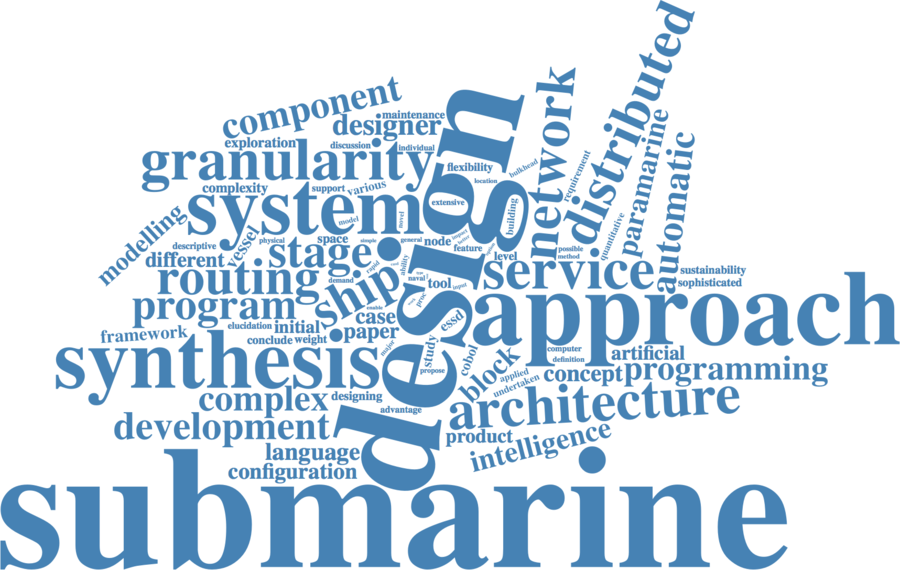 distributed
component
network
maintenance
designer
paramarine
exploration
discussion
individual
automatic
granularity
design
flexibility
bulkhead
requirement
location
complexity
support
various
system
extensive
building
model
novel
modelling
quantitative
vessel
physical
space
simple
general
node
feature
descriptive
stage
level
possible
method
different
routing
rapid
ability
service
sustainability
sophisticated
demand
naval
tool
input
ship
program
approach
case
essd
framework
elucidation
initial
paper
conclude
weight
major
study
cobol
computer
definition
artificial
synthesis
propose
block
applied
undertaken
concept
programming
complex
designing
advantage
architecture
development
product
intelligence
language
configuration
submarine